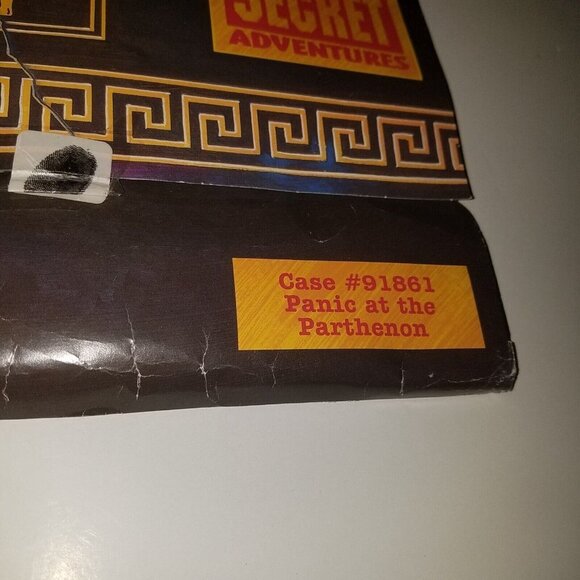 SECRET
ADVENTURES
Case #91861
Panic at the
Parthenon